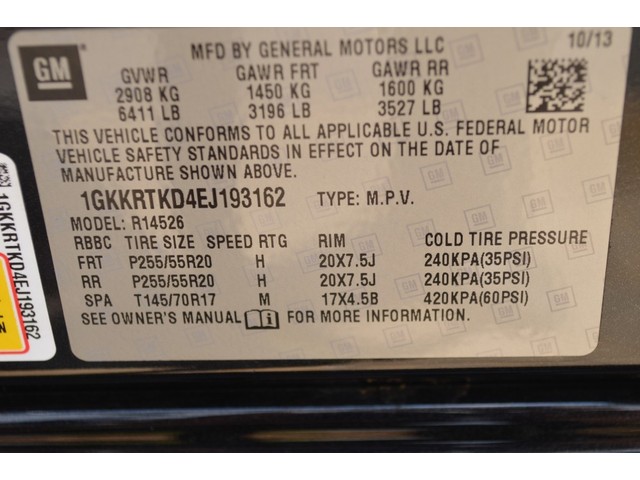 GM
MFD BY GENERAL MOTORS LLC
10/13
GVWR GAWR FRT GAWR RR
2908 KG 1450 KG 1600 KG
6411 LB 3196 LB 3527 LB
THIS VEHICLE CONFORMS TO ALL APPLICABLE U.S. FEDERAL MOTOR
VEHICLE SAFETY STANDARDS IN EFFECT ON THE DATE OF
MANUFACTURE SHOWN ABOVE.
1GKKRTKD4EJ193162 TYPE: M.P.V.
MODEL: R14526
RBBC TIRE SIZE SPEED RTG RIM COLD TIRE PRESSURE
FRT P255/55R20 H 20X7.5J 240KPA(35PSI)
RR P255/55R20 H 20X7.5J 240KPA(35PSI)
SPA T145/70R17 M 17X4.5B 420KPA(60PSI)
SEE OWNER'S MANUAL FOR MORE INFORMATION.
1GKKRTKD4EJ193162